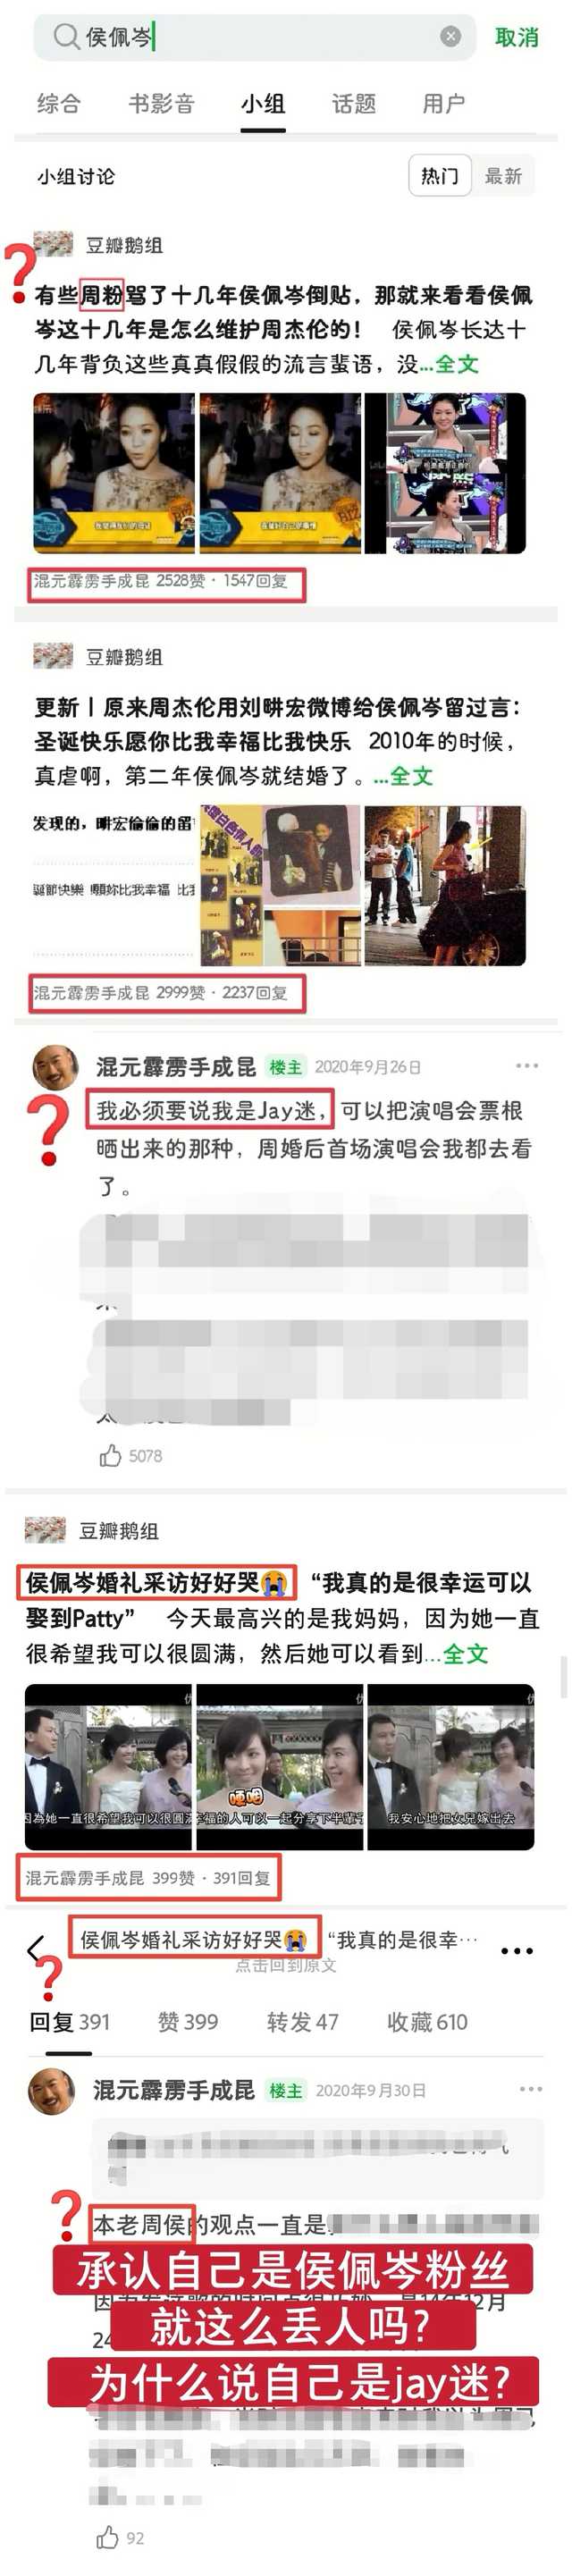 侯佩岑
取消
综合 书影音 小组 话题 用户
小组讨论
热门 最新
豆瓣鹅组
有些周粉骂了十几年侯佩岑倒贴，那就来看看侯佩
岑这十几年是怎么维护周杰伦的！ 侯佩岑长达十
几年背负这些真真假假的流言蜚语，没...全文
混元霹雳手成昆 2528赞 · 1547回复
豆瓣鹅组
更新丨原来周杰伦用刘畊宏微博给侯佩岑留过言：
圣诞快乐愿你比我幸福比我快乐 2010年的时候，
真虐啊，第二年侯佩岑就结婚了。...全文
发现的，畊宏偷偷的留
誕節快樂 願妳比我幸福 比我
混元霹雳手成昆 2999赞 · 2237回复
混元霹雳手成昆 楼主 2020年9月26日
我必须要说我是Jay迷，可以把演唱会票根
晒出来的那种，周婚后首场演唱会我都去看
了。
5078
豆瓣鹅组
侯佩岑婚礼采访好好哭😭 “我真的是很幸运可以
娶到Patty” 今天最高兴的是我妈妈，因为她一直
很希望我可以很圆满，然后她可以看到...全文
因為她一直很希望我可以很圓滿
哽咽
幸福的人可以一起分享下半輩子
我安心地把女兒嫁出去
混元霹雳手成昆 399赞 · 391回复
侯佩岑婚礼采访好好哭😭 “我真的是很幸...
点击回到原文
回复 391 赞 399 转发 47 收藏 610
混元霹雳手成昆 楼主 2020年9月30日
本老周侯的观点一直是
承认自己是侯佩岑粉丝
12月
24
就这么丢人吗?
为什么说自己是jay迷?
92